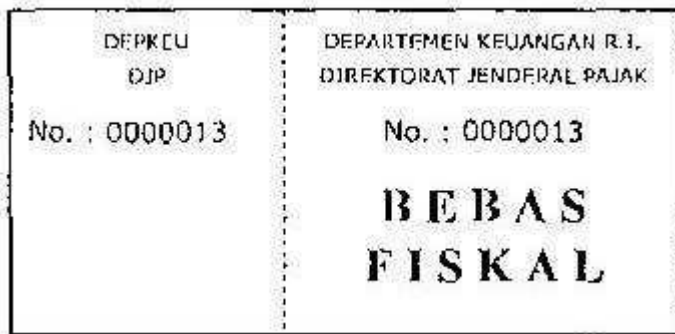 DEPKEU
DJP
No. : 0000013
DEPARTEMEN KEUANGAN R.I.
DIREKTORAT JENDERAL PAJAK
No. : 0000013
BEBAS
FISKAL